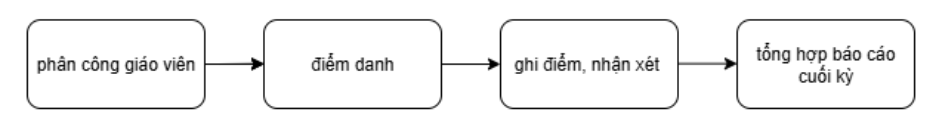 phân công giáo viên
điểm danh
ghi điểm, nhận xét
tổng hợp báo cáo
cuối kỳ